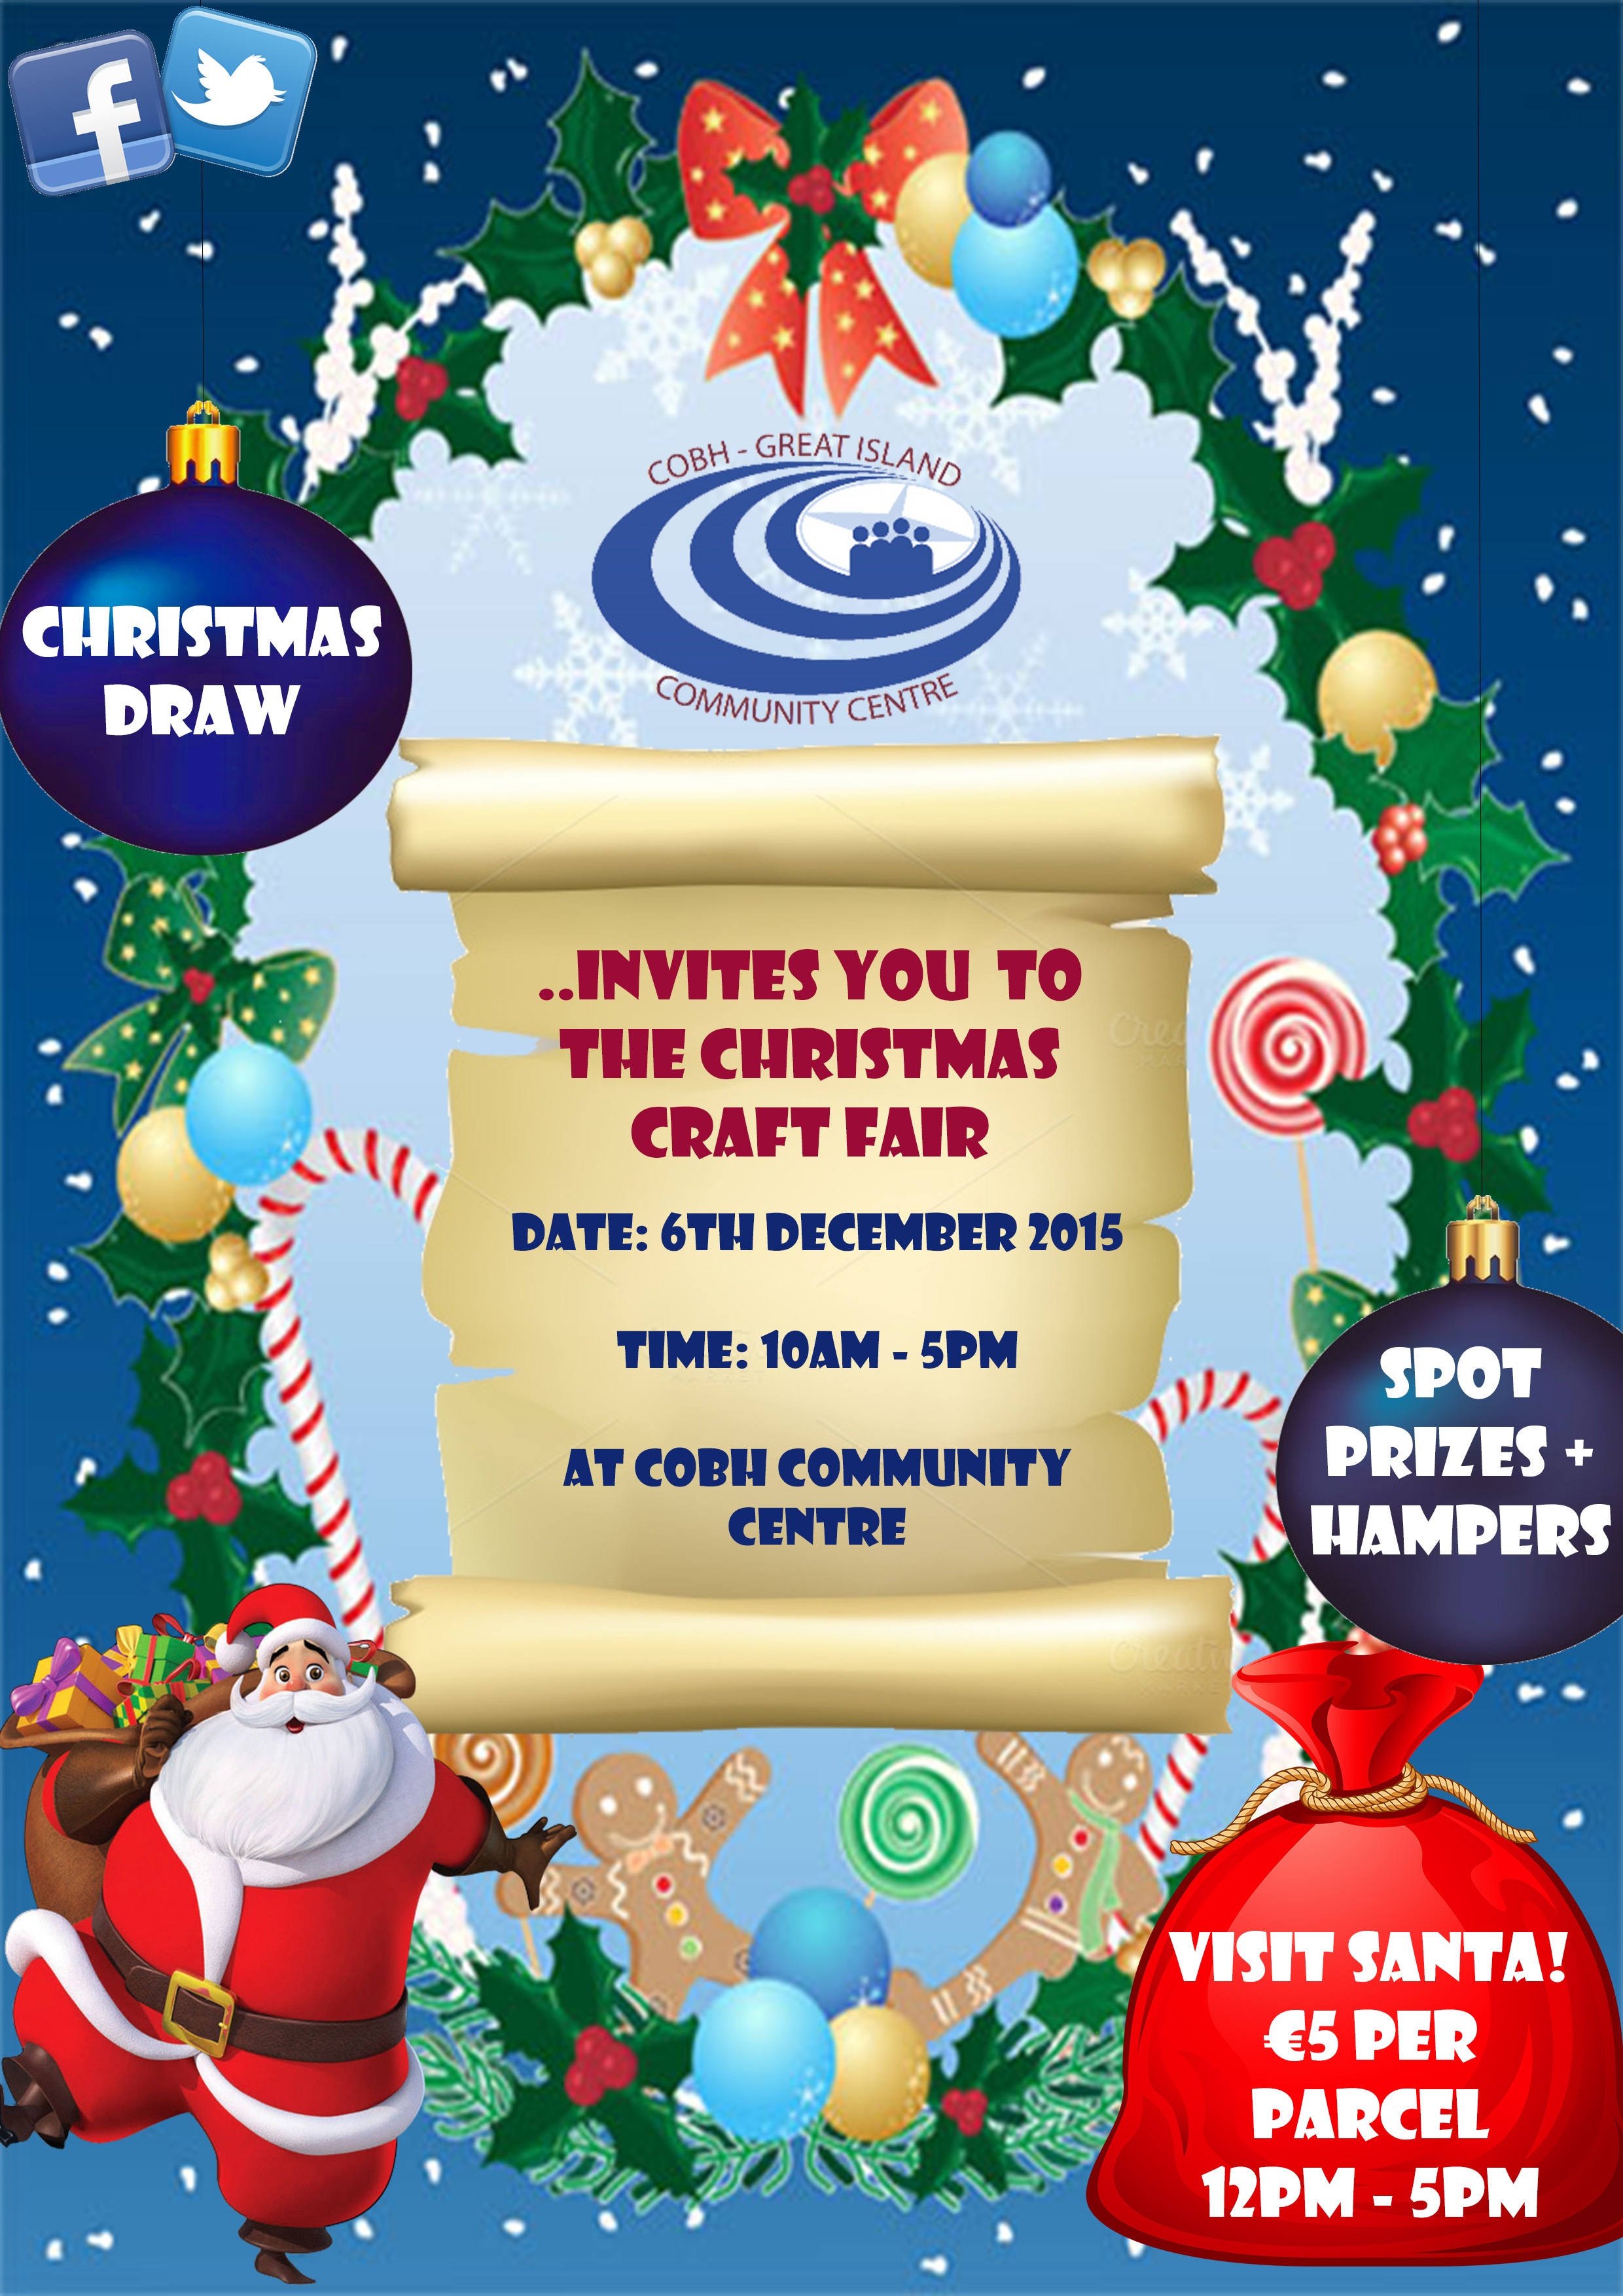 COBH - GREAT ISLAND
COMMUNITY CENTRE
CHRISTMAS
DRAW
..INVITES YOU TO
THE CHRISTMAS
CRAFT FAIR
DATE: 6TH DECEMBER 2015
TIME: 10AM - 5PM
AT COBH COMMUNITY
CENTRE
SPOT
PRIZES +
HAMPERS
VISIT SANTA!
€5 PER
PARCEL
12PM - 5PM